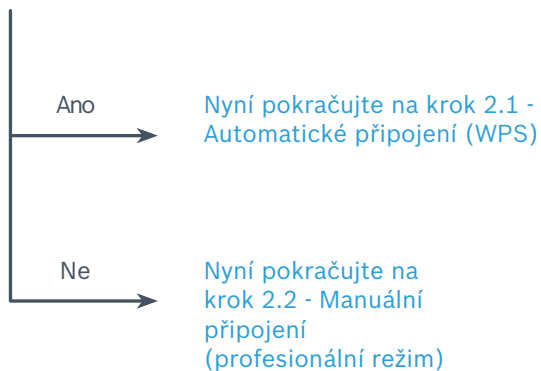 Ano
Nyní pokračujte na krok 2.1 -
Automatické připojení (WPS)
Ne
Nyní pokračujte na
krok 2.2 - Manuální
připojení
(profesionální režim)